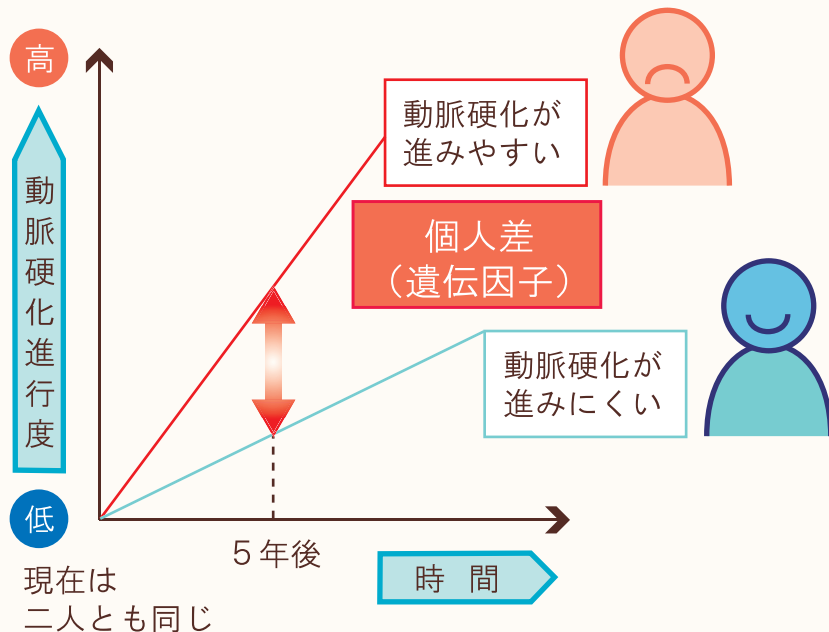 高
動脈硬化進行度
低
動脈硬化が
進みやすい
個人差
（遺伝因子）
動脈硬化が
進みにくい
５年後
時間
現在は
二人とも同じ